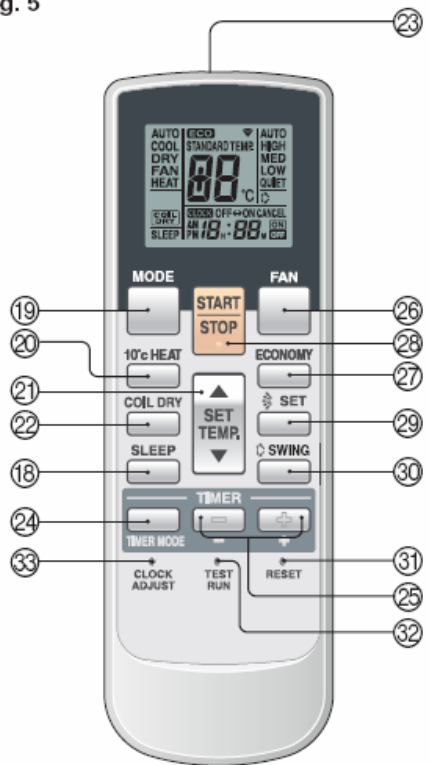 g. 5
㉓
AUTO ECO AUTO
COOL STANDARD TEMP. HIGH
DRY MED
FAN 88 LOW
HEAT °C QUIET
COIL DRY CLOCK OFF↔ON CANCEL
SLEEP AM PM 18 H : 88 M ON OFF
MODE FAN
START
STOP
⑲ ㉖
⑳ ㉘
10°C HEAT ECONOMY
㉑ ㉗
COIL DRY SET
SET
TEMP.
㉒ ㉙
SLEEP SWING
⑱ ㉚
TIMER
㉔ − +
TIMER MODE − +
㉝ ㉛
CLOCK ADJUST TEST RUN RESET
㉕
㉜